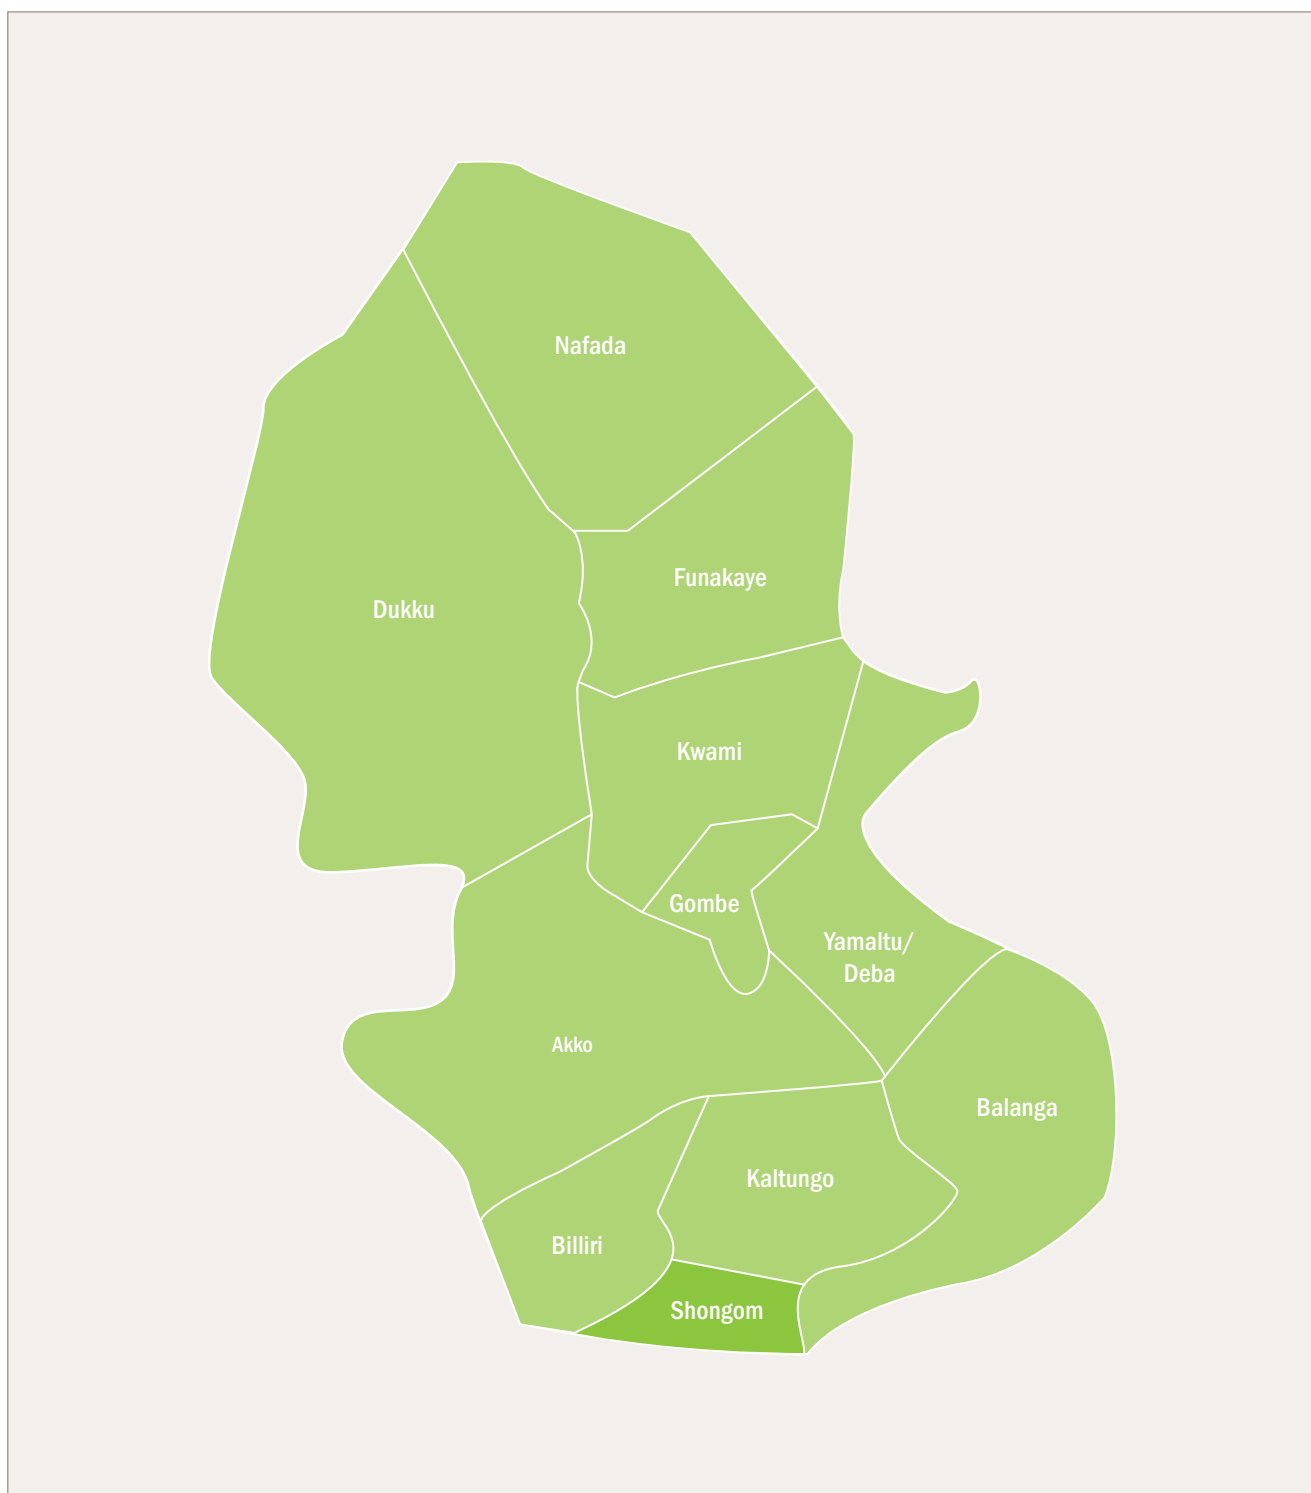 Nafada
Funakaye
Dukku
Kwami
Gombe
Yamaltu/
Deba
Akko
Balanga
Kaltungo
Billiri
Shongom